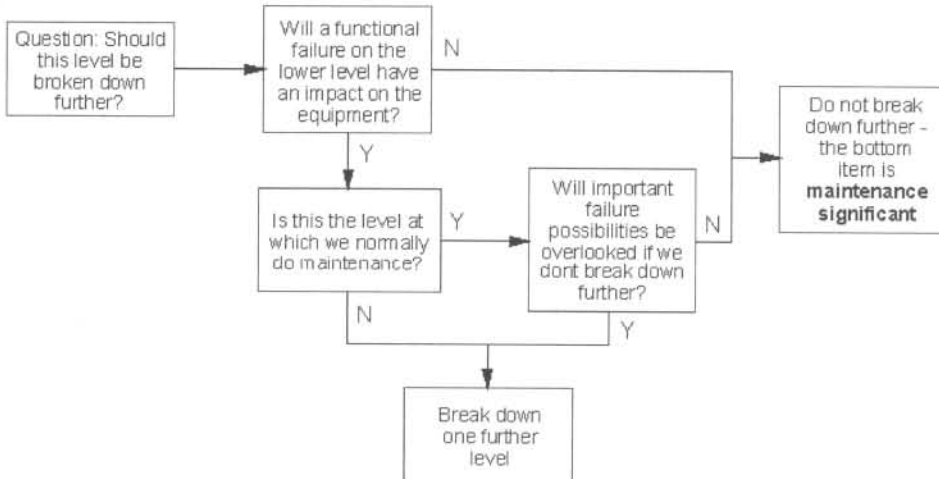 Question: Should
this level be
broken down
further?
Will a functional
failure on the
lower level have
an impact on the
equipment?
N
Y
Do not break
down further -
the bottom
item is
maintenance
significant
Is this the level at
which we normally
do maintenance?
Y
Will important
failure
possibilities be
overlooked if we
dont break down
further?
N
N
Y
Break down
one further
level